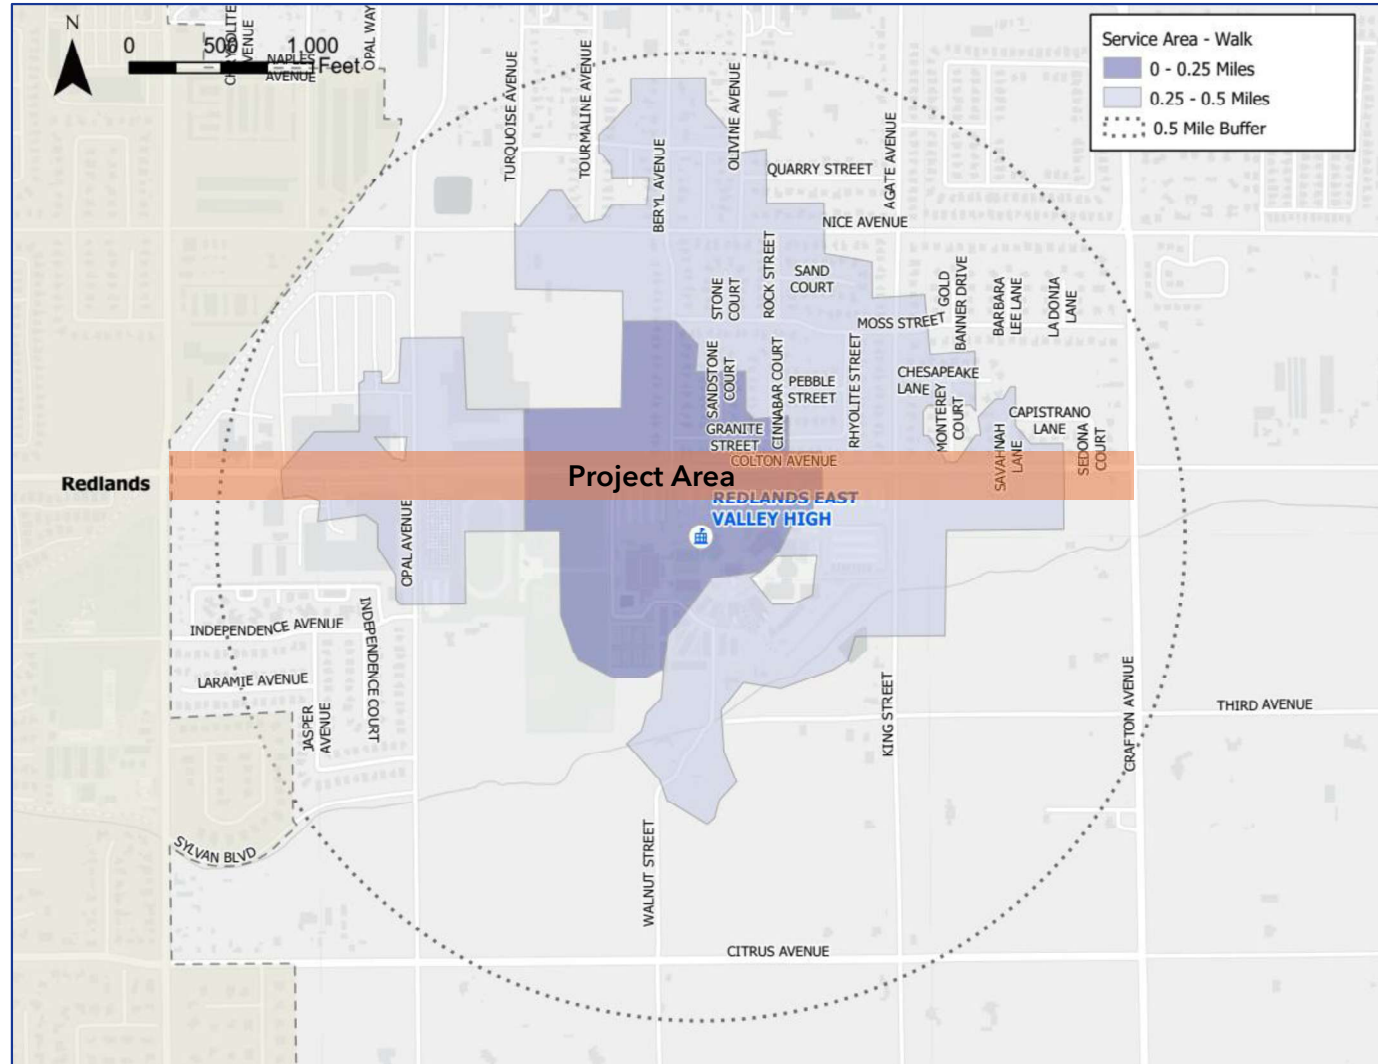 N
0
500
1,000
Feet
CHRYSOLITE
AVENUE
NAPLES
AVENUE
OPAL WAY
Service Area - Walk
0 - 0.25 Miles
0.25 - 0.5 Miles
0.5 Mile Buffer
TURQUOISE AVENUE
TOURMALINE AVENUE
BERYL AVENUE
OLIVINE AVENUE
AGATE AVENUE
QUARRY STREET
NICE AVENUE
STONE
COURT
ROCK STREET
SAND
COURT
GOLD
BANNER DRIVE
BARBARA
LEE LANE
LADONIA
LANE
MOSS STREET
SANDSTONE
COURT
CINNABAR COURT
PEBBLE
STREET
RHYOLITE STREET
CHESAPEAKE
LANE
MONTEREY
COURT
CAPISTRANO
LANE
GRANITE
STREET
SAVAHNAH
LANE
SEDONA
COURT
COLTON AVENUE
Project Area
Redlands
REDLANDS EAST
VALLEY HIGH
OPAL AVENUE
INDEPENDENCE AVENUE
INDEPENDENCE COURT
LARAMIE AVENUE
JASPER
AVENUE
KING STREET
CRAFTON AVENUE
THIRD AVENUE
SYLVAN BLVD
WALNUT STREET
CITRUS AVENUE